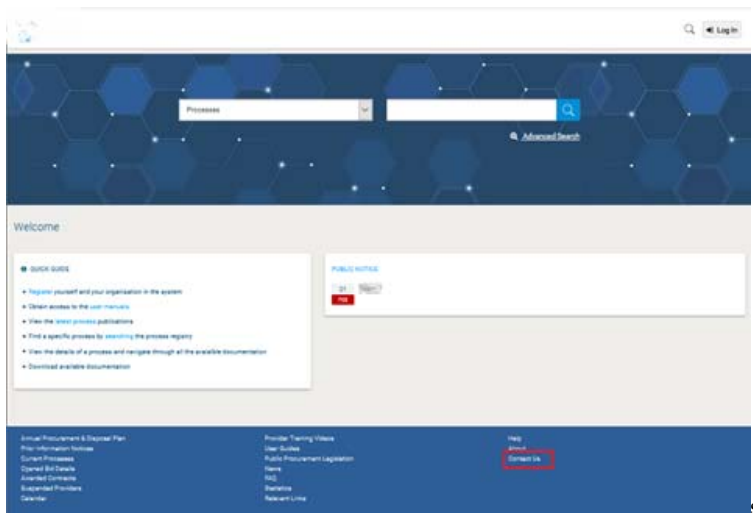 Log In
Processes
Advanced Search
Welcome
QUICK GUIDE
Register yourself and your organisation in the system
Obtain access to the user manuals
View the latest process publications
Find a specific process by searching the process registry
View the details of a process and navigate through all the available documentation
Download available documentation
PUBLIC NOTICE
21
FEB
Annual Procurement & Disposal Plan
Prior Information Notices
Current Processes
Opened Bid Details
Awarded Contracts
Suspended Providers
Calendar
Provider Training Videos
User Guides
Public Procurement Legislation
News
FAQ
Statistics
Relevant Links
Help
About
Contact Us